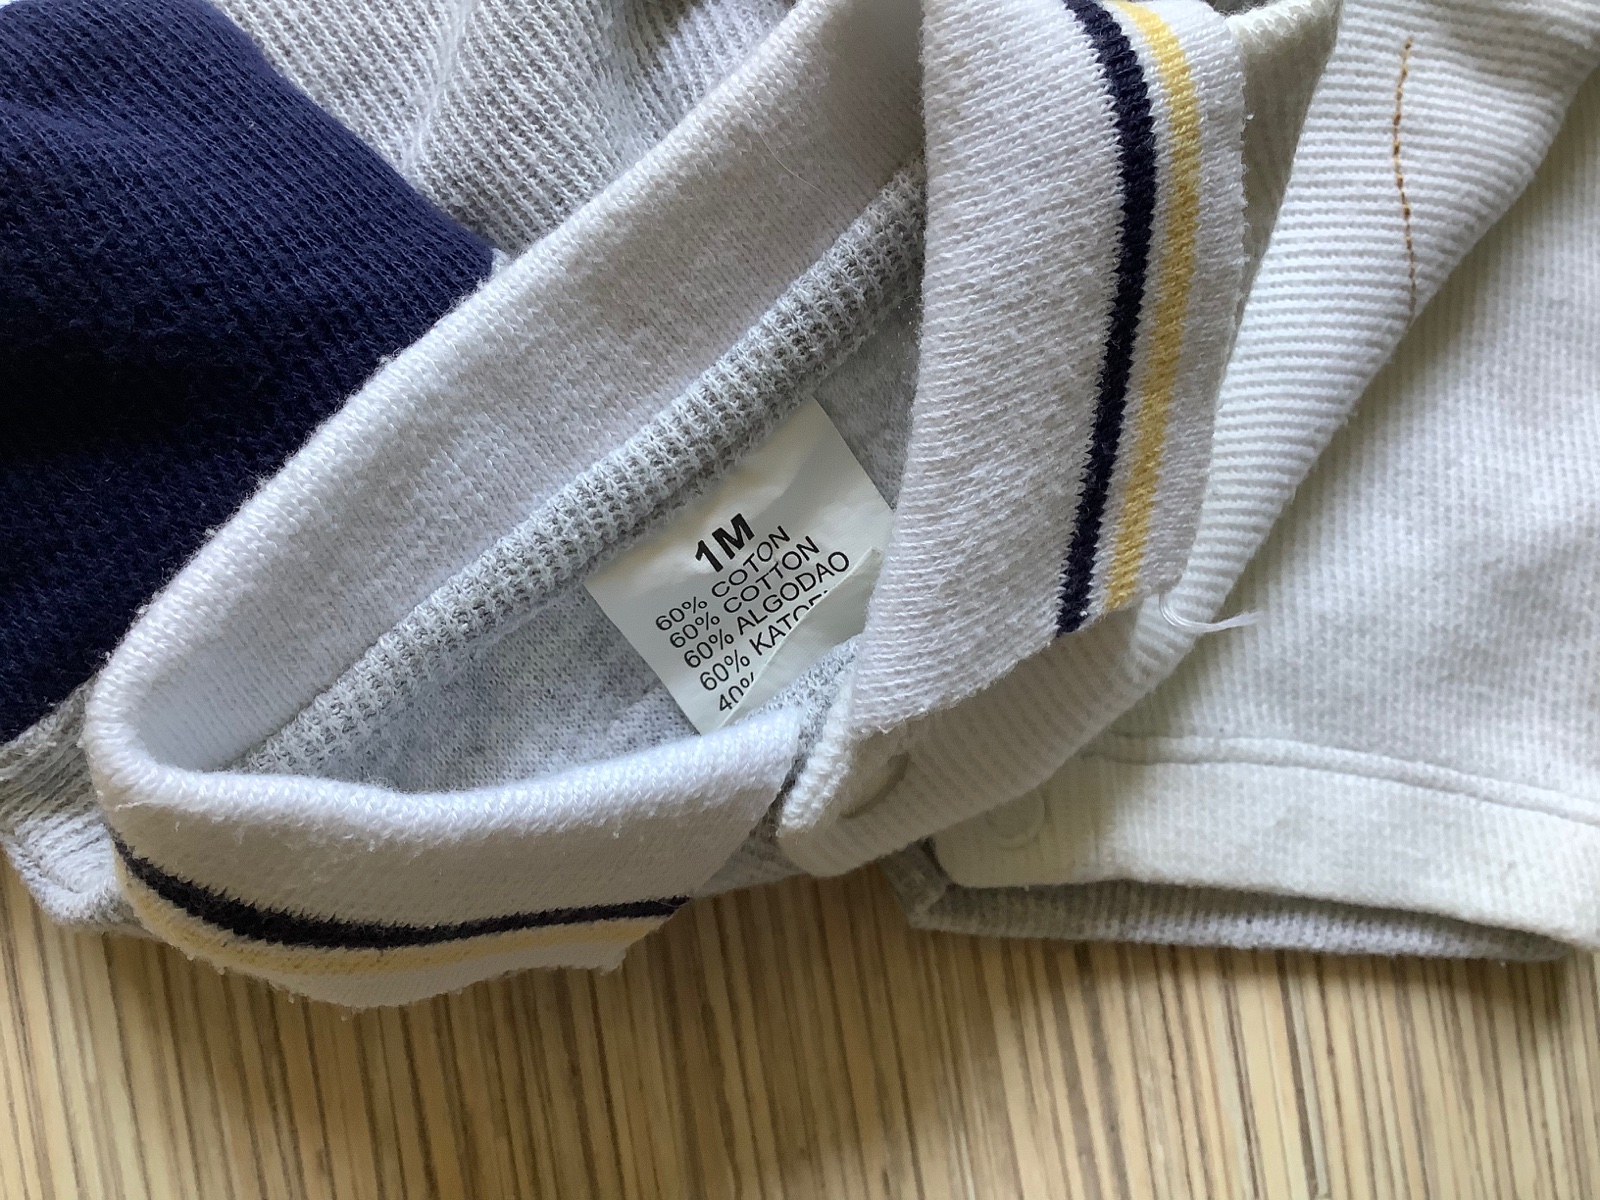 1M
60% COTON
60% COTTON
60% ALGODAO
60%
40%